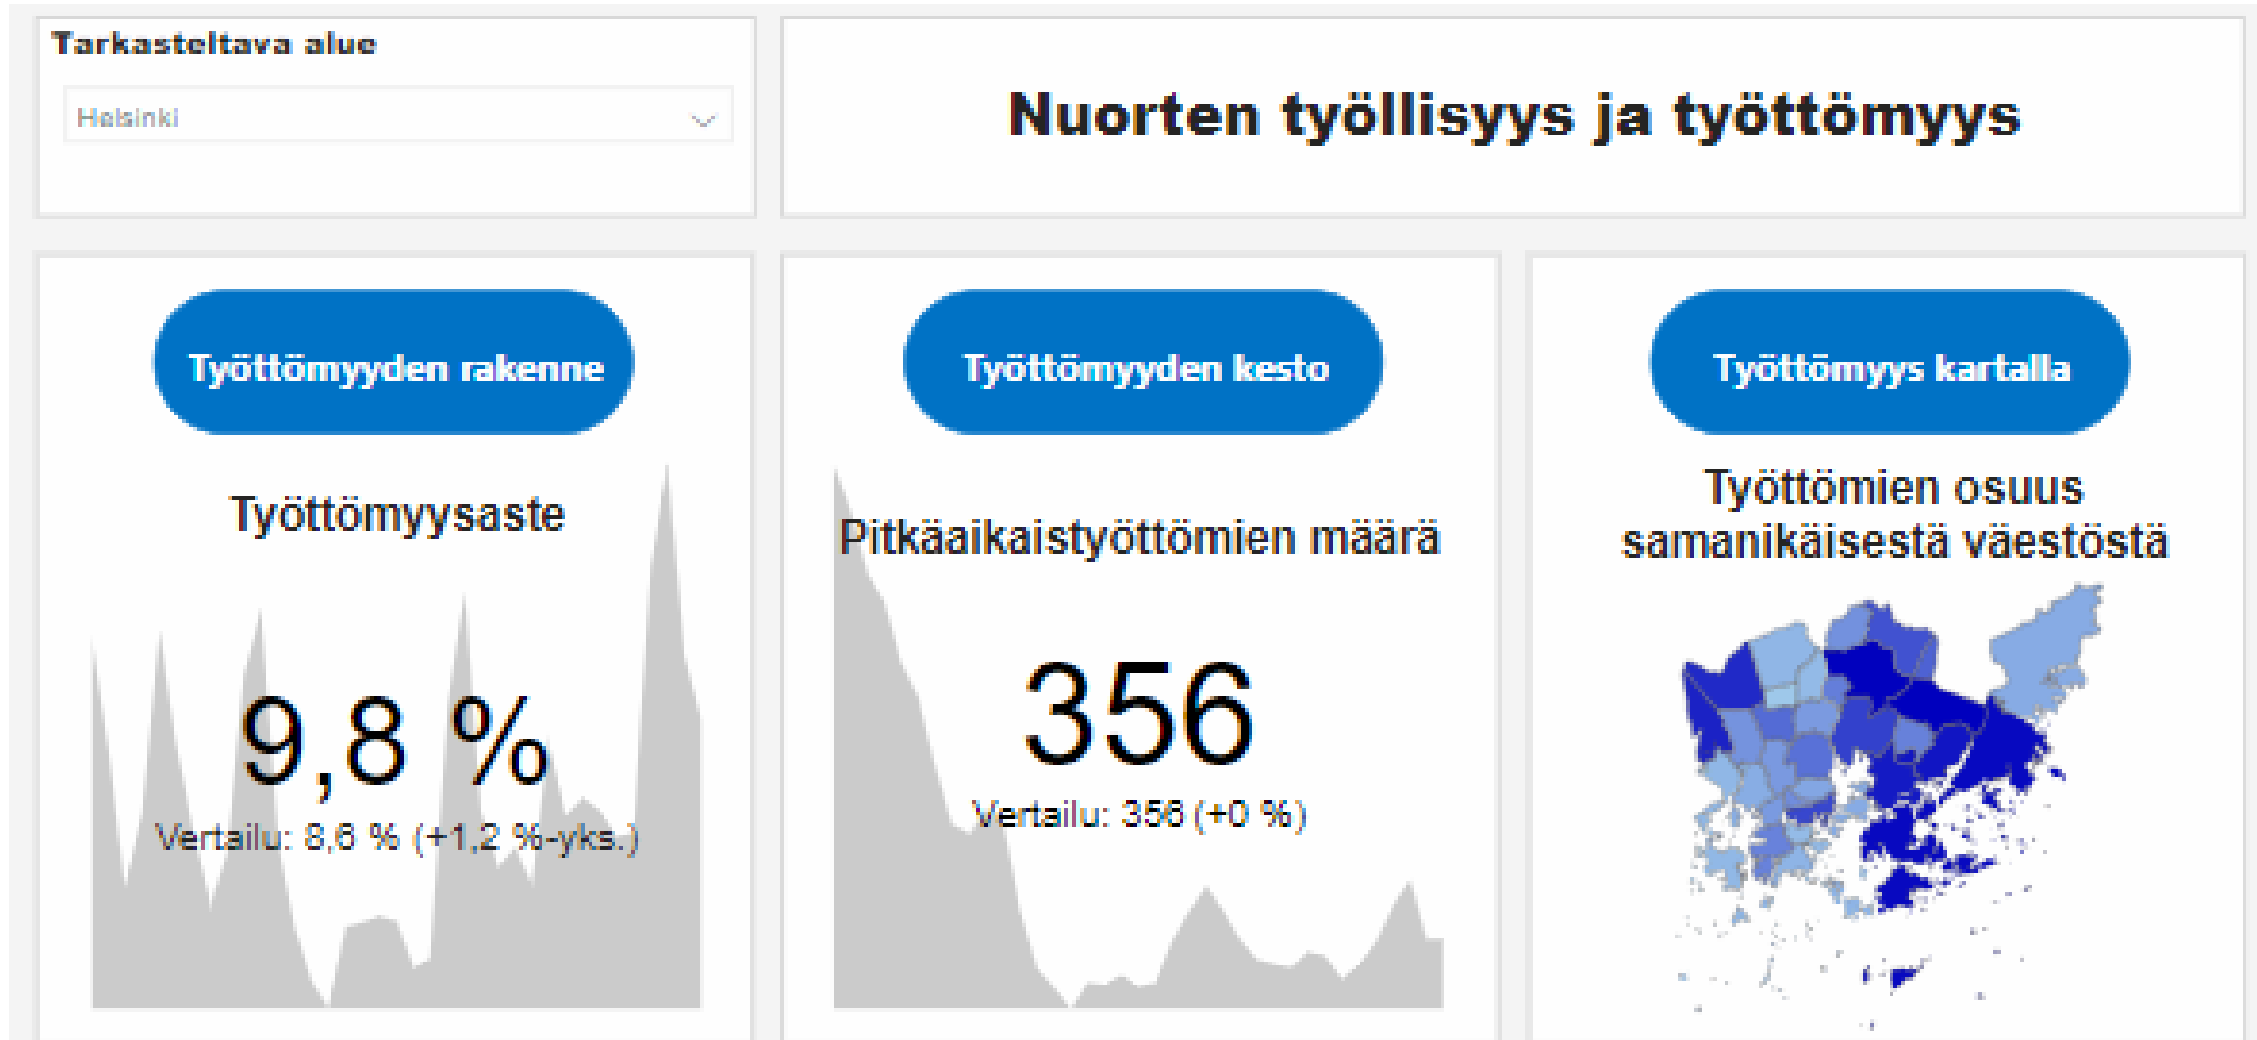 Tarkasteltava alue
Helsinki
Nuorten työllisyys ja työttömyys
Työttömyyden rakenne
Työttömyysaste
9,8 %
Vertailu: 8,6 % (+1,2 %-yks.)
Työttömyyden kesto
Pitkäaikaistyöttömien määrä
356
Vertailu: 356 (+0 %)
Työttömyys kartalla
Työttömien osuus
samanikäisestä väestöstä